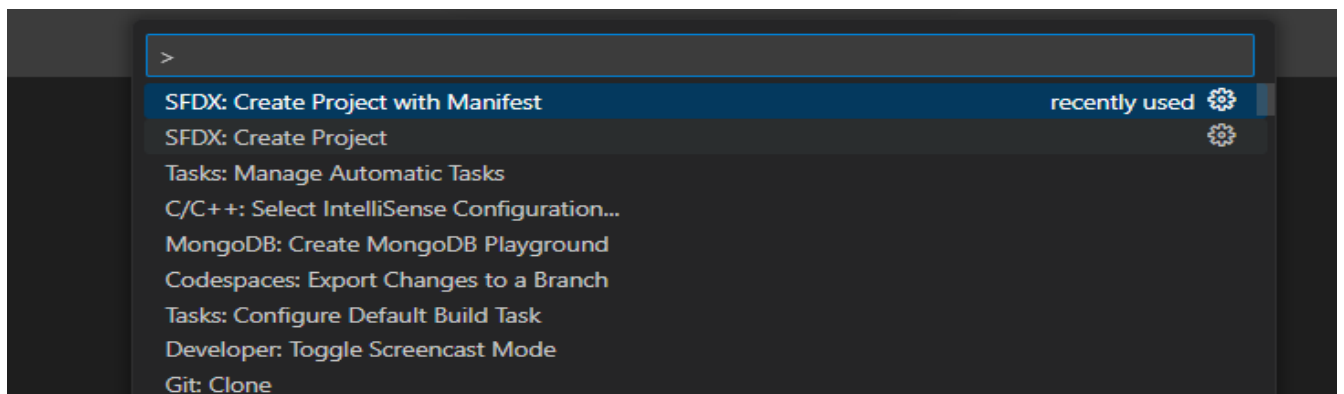 >
SFDX: Create Project with Manifest recently used
SFDX: Create Project
Tasks: Manage Automatic Tasks
C/C++: Select IntelliSense Configuration...
MongoDB: Create MongoDB Playground
Codespaces: Export Changes to a Branch
Tasks: Configure Default Build Task
Developer: Toggle Screencast Mode
Git: Clone